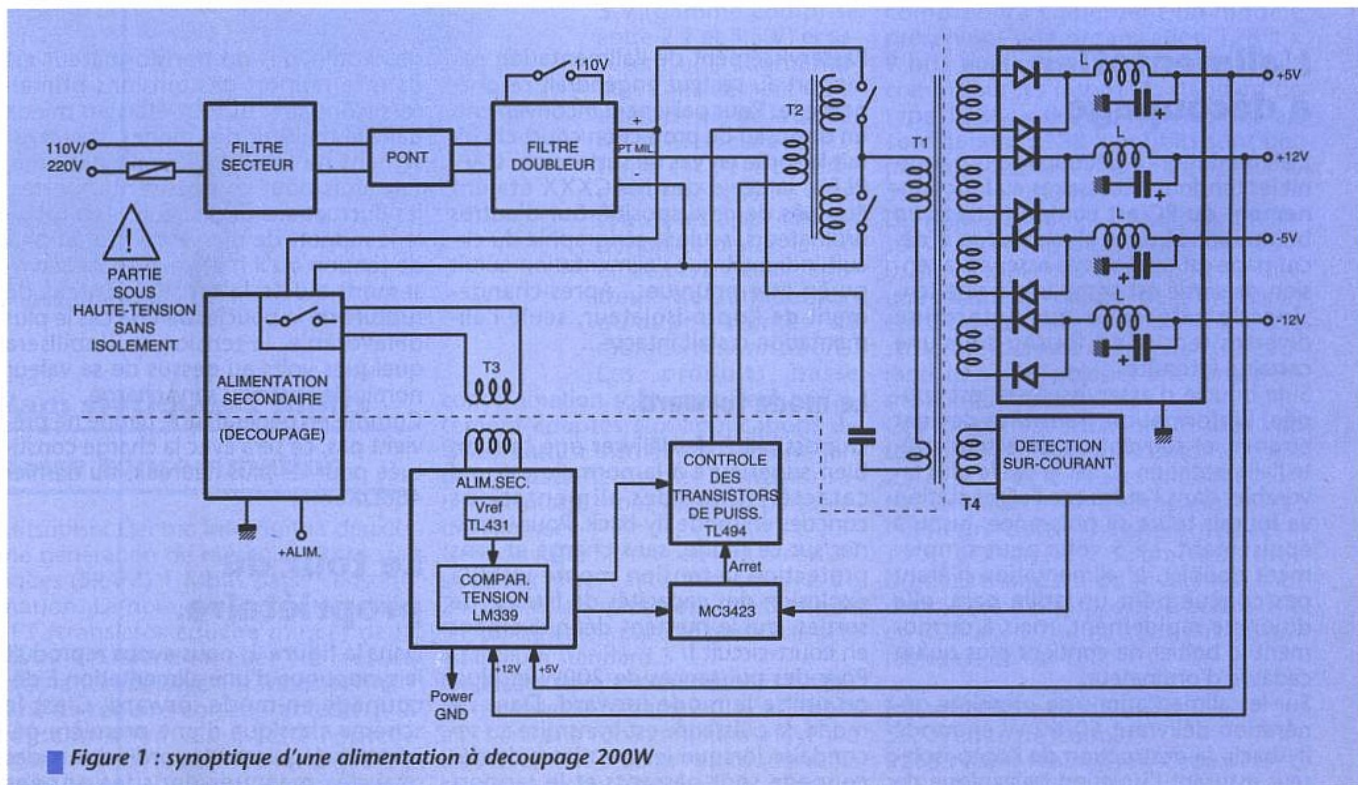 110V
T2
L
+5V
110V/
220V
FILTRE
SECTEUR
PONT
FILTRE
DOUBLEUR
+
PT MIL
-
T1
L
+12V
-5V
L
-12V
PARTIE
SOUS
HAUTE-TENSION
SANS
ISOLEMENT
ALIMENTATION
SECONDAIRE
(DECOUPAGE)
T3
+ALIM.
ALIM.SEC.
Vref
TL431
COMPAR.
TENSION
LM339
CONTROLE
DES
TRANSISTORS
DE PUISS.
TL494
Arret
MC3423
T4
DETECTION
SUR-COURANT
+12V
+5V
Power
GND
Figure 1 : synoptique d'une alimentation à decoupage 200W